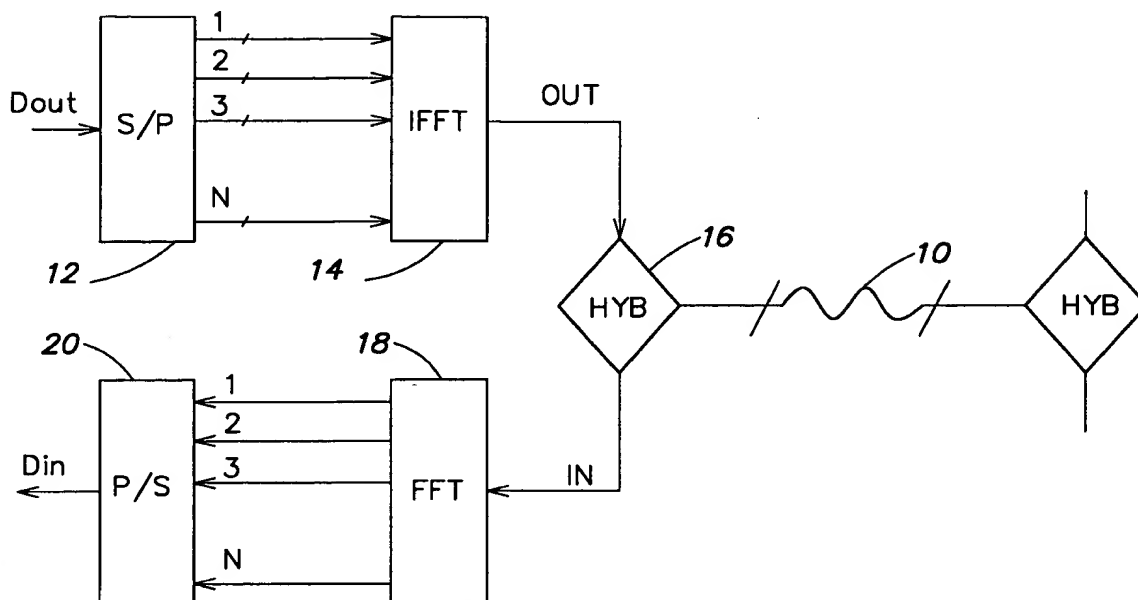 1
2
3
N
Dout
S/P
IFFT
OUT
12
14
16
10
HYB
HYB
20
18
1
2
3
N
Din
P/S
FFT
IN